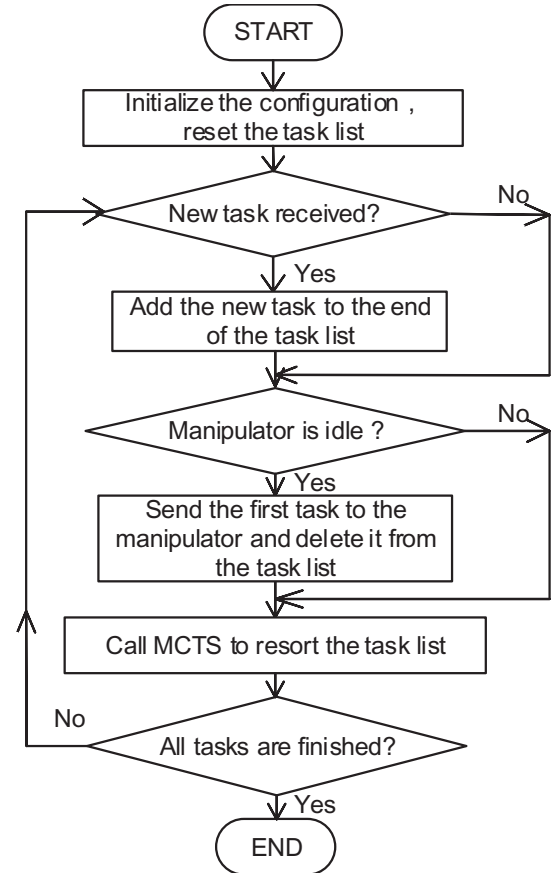 START
Initialize the configuration ,
reset the task list
New task received?
No
Yes
Add the new task to the end
of the task list
Manipulator is idle ?
No
Yes
Send the first task to the
manipulator and delete it from
the task list
Call MCTS to resort the task list
All tasks are finished?
No
Yes
END